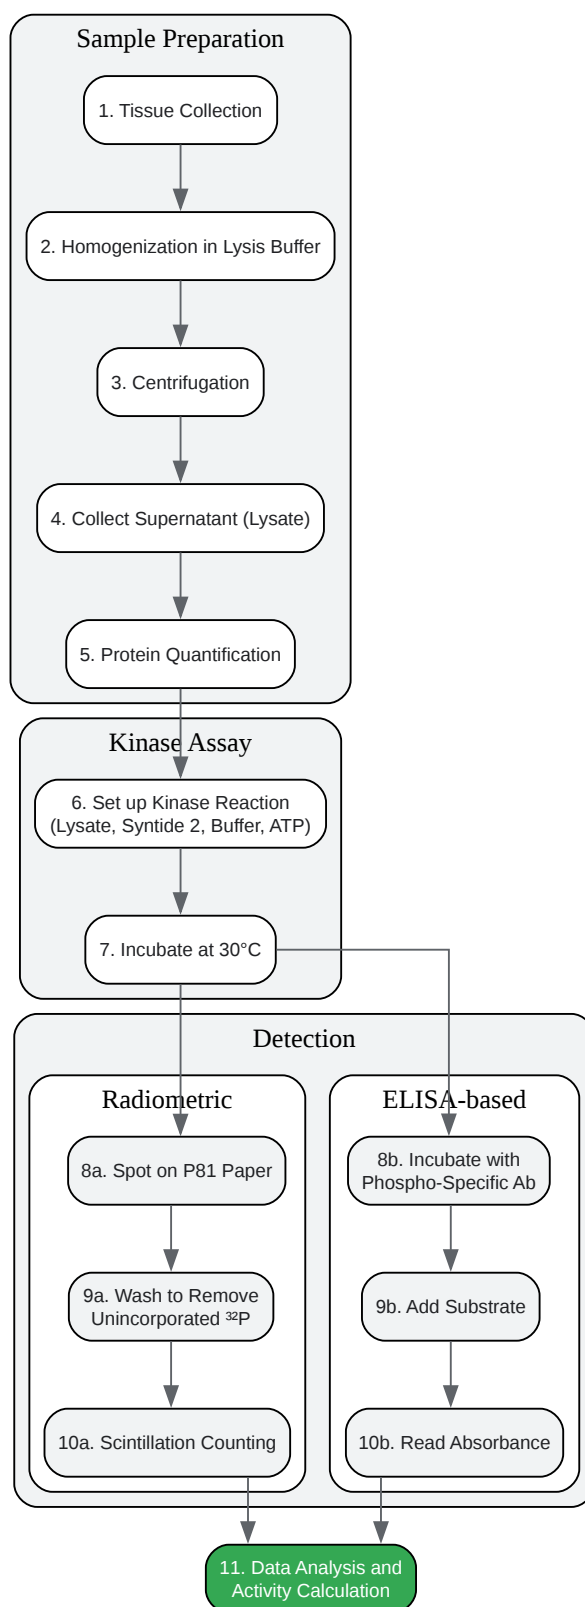 Sample Preparation
1. Tissue Collection
2. Homogenization in Lysis Buffer
3. Centrifugation
4. Collect Supernatant (Lysate)
5. Protein Quantification
Kinase Assay
6. Set up Kinase Reaction
(Lysate, Syntide 2, Buffer, ATP)
7. Incubate at 30°C
Detection
Radiometric
8a. Spot on P81 Paper
9a. Wash to Remove
Unincorporated ³²P
10a. Scintillation Counting
ELISA-based
8b. Incubate with
Phospho-Specific Ab
9b. Add Substrate
10b. Read Absorbance
11. Data Analysis and
Activity Calculation